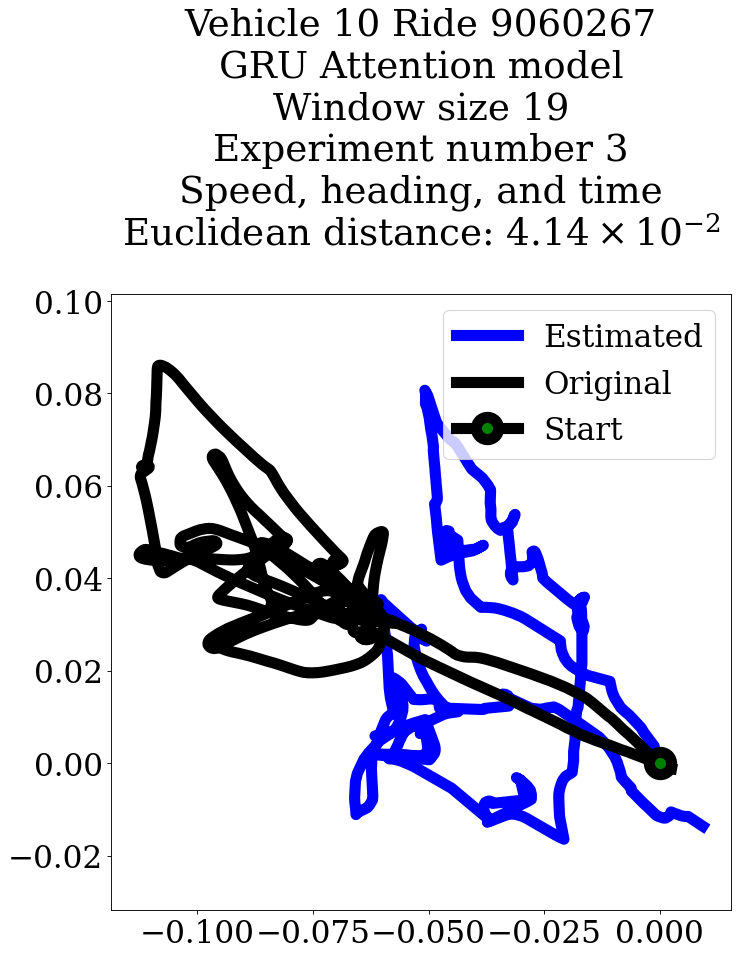 Vehicle 10 Ride 9060267
GRU Attention model
Window size 19
Experiment number 3
Speed, heading, and time
Euclidean distance: 4.14 × 10⁻²
Estimated
Original
Start
0.10
0.08
0.06
0.04
0.02
0.00
−0.02
−0.100 −0.075 −0.050 −0.025 0.000